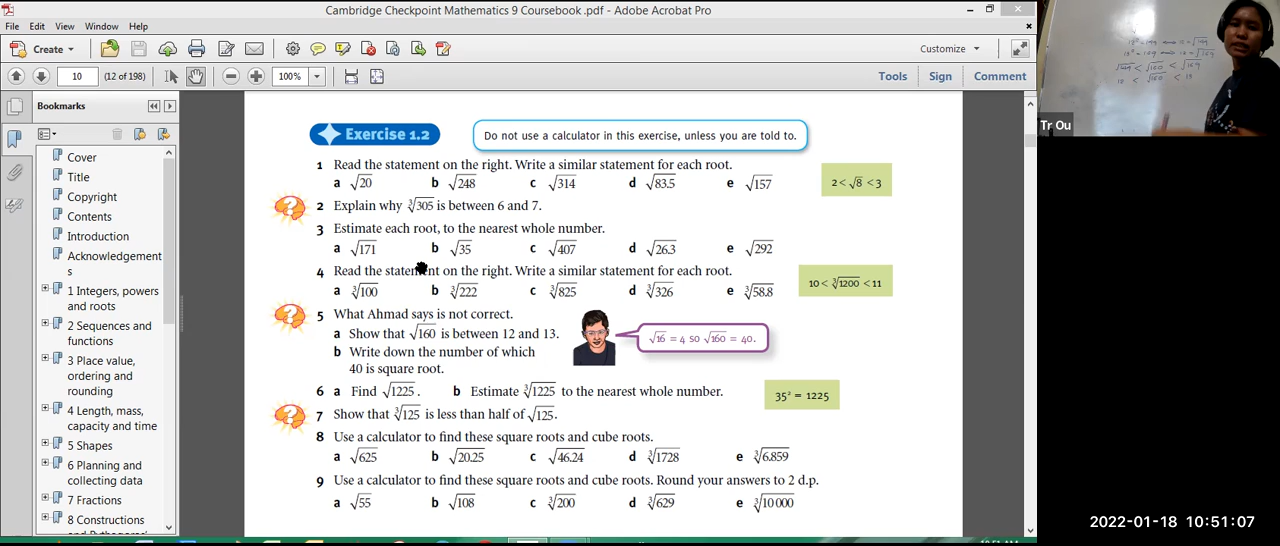 Cambridge Checkpoint Mathematics 9 Coursebook .pdf - Adobe Acrobat Pro
File Edit View Window Help
Create
Customize
10 (12 of 198) 100% Tools Sign Comment
Bookmarks
Cover
Title
Copyright
Contents
Introduction
Acknowledgement
s
1 Integers, powers
and roots
2 Sequences and
functions
3 Place value,
ordering and
rounding
4 Length, mass,
capacity and time
5 Shapes
6 Planning and
collecting data
7 Fractions
8 Constructions
Exercise 1.2
Do not use a calculator in this exercise, unless you are told to.
1 Read the statement on the right. Write a similar statement for each root.
a √20 b √248 c √314 d √83.5 e √157
2 < √8 < 3
2 Explain why ∛305 is between 6 and 7.
3 Estimate each root, to the nearest whole number.
a √171 b √35 c √407 d √26.3 e √292
4 Read the statement on the right. Write a similar statement for each root.
a ∛100 b ∛222 c ∛825 d ∛326 e ∛58.8
10 < ∛1200 < 11
5 What Ahmad says is not correct.
a Show that √160 is between 12 and 13.
b Write down the number of which
40 is square root.
√16 = 4 so √160 = 40.
6 a Find √1225. b Estimate ∛1225 to the nearest whole number.
35² = 1225
7 Show that ∛125 is less than half of √125.
8 Use a calculator to find these square roots and cube roots.
a √625 b √20.25 c √46.24 d ∛1728 e ∛6.859
9 Use a calculator to find these square roots and cube roots. Round your answers to 2 d.p.
a √55 b √108 c ∛200 d ∛629 e ∛10 000
Tr Ou
2022-01-18 10:51:07